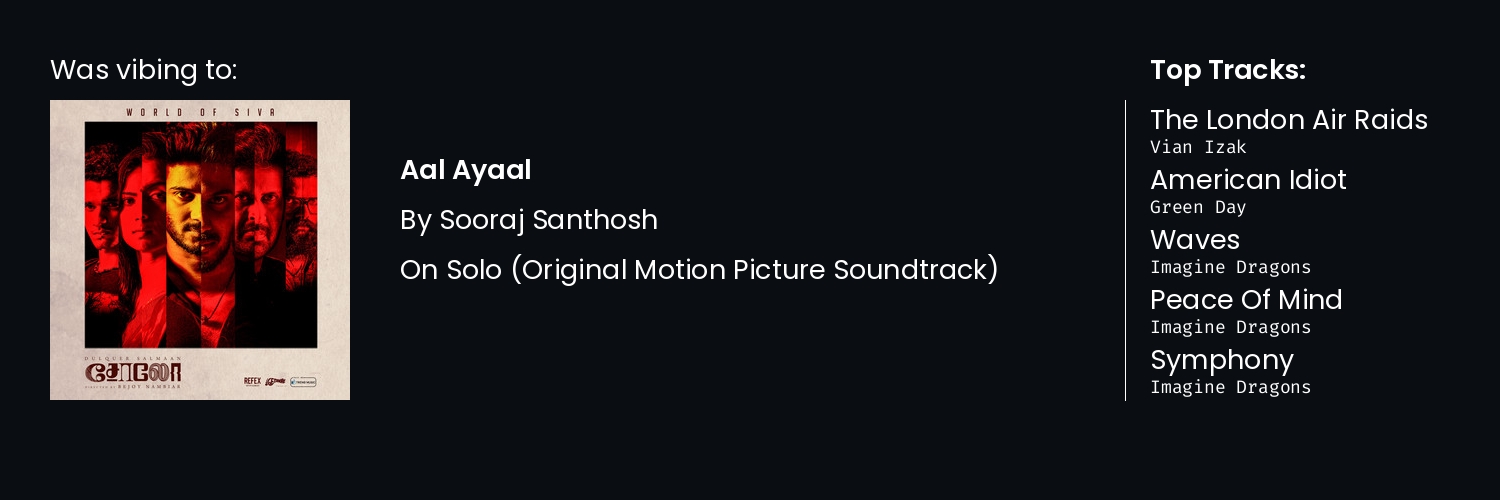 Was vibing to:
WORLD OF SIVA
DULQUER SALMAAN
சோலோ
DIRECTED BY BEJOY NAMBIAR
REFEX
Aal Ayaal
By Sooraj Santhosh
On Solo (Original Motion Picture Soundtrack)
Top Tracks:
The London Air Raids
Vian Izak
American Idiot
Green Day
Waves
Imagine Dragons
Peace Of Mind
Imagine Dragons
Symphony
Imagine Dragons